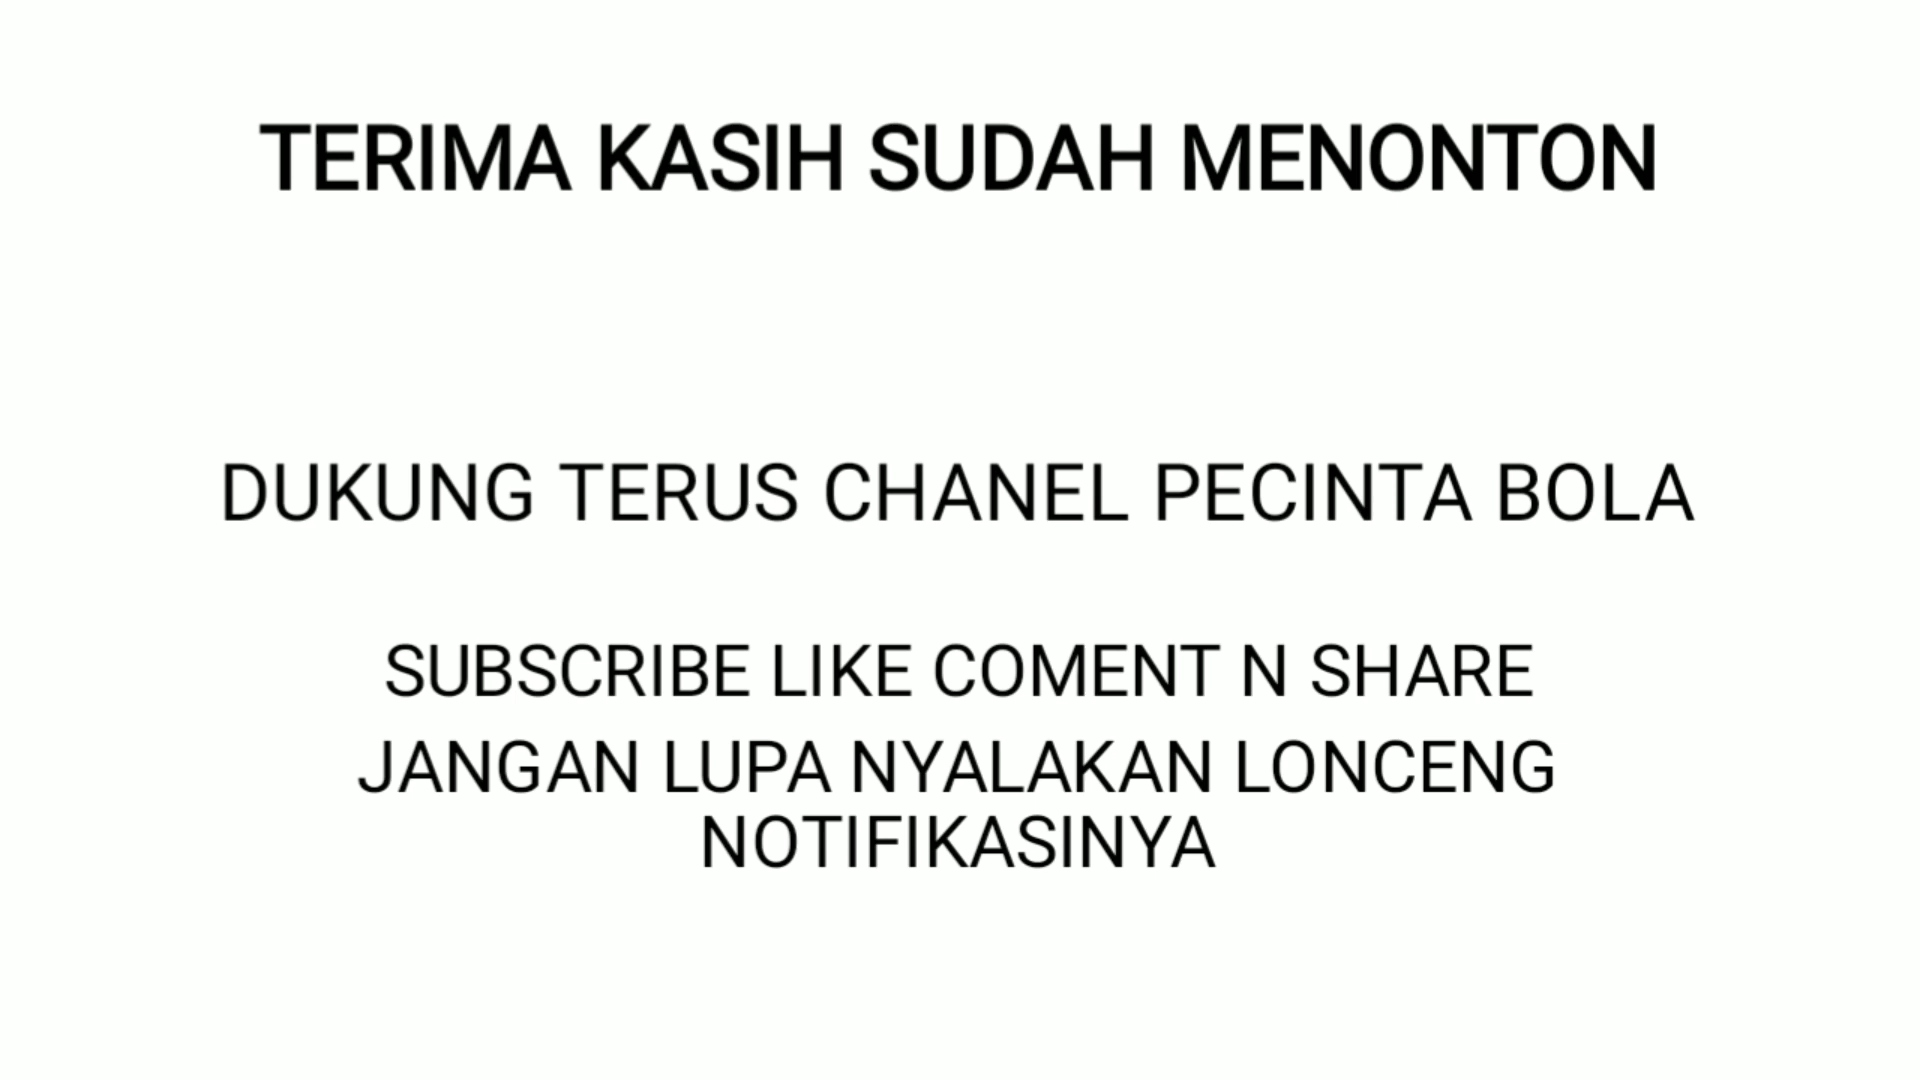 TERIMA KASIH SUDAH MENONTON
DUKUNG TERUS CHANEL PECINTA BOLA
SUBSCRIBE LIKE COMENT N SHARE
JANGAN LUPA NYALAKAN LONCENG
NOTIFIKASINYA